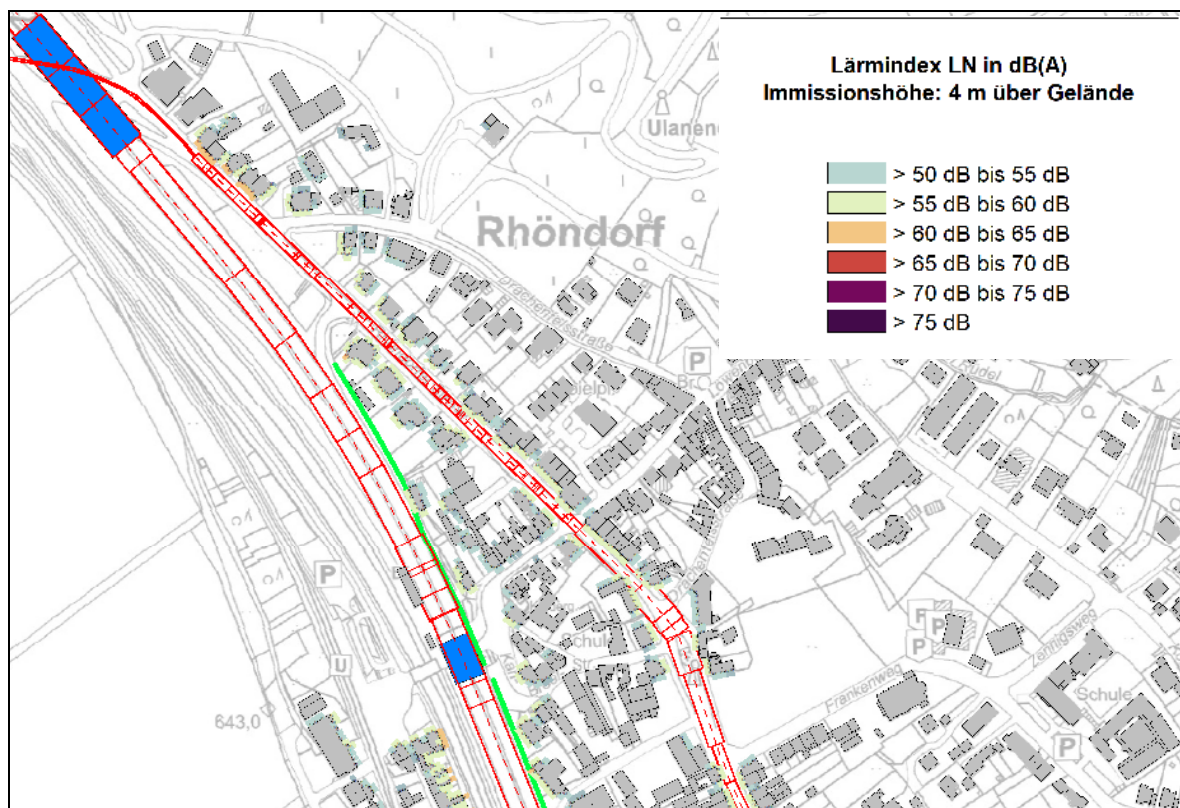 Lärmindex LN in dB(A)
Immissionshöhe: 4 m über Gelände
> 50 dB bis 55 dB
> 55 dB bis 60 dB
> 60 dB bis 65 dB
> 65 dB bis 70 dB
> 70 dB bis 75 dB
> 75 dB
Rhöndorf
P
Br.
P
U
643,0
Schule
Frankenweg
P
P
Zähringsweg
Schule
P